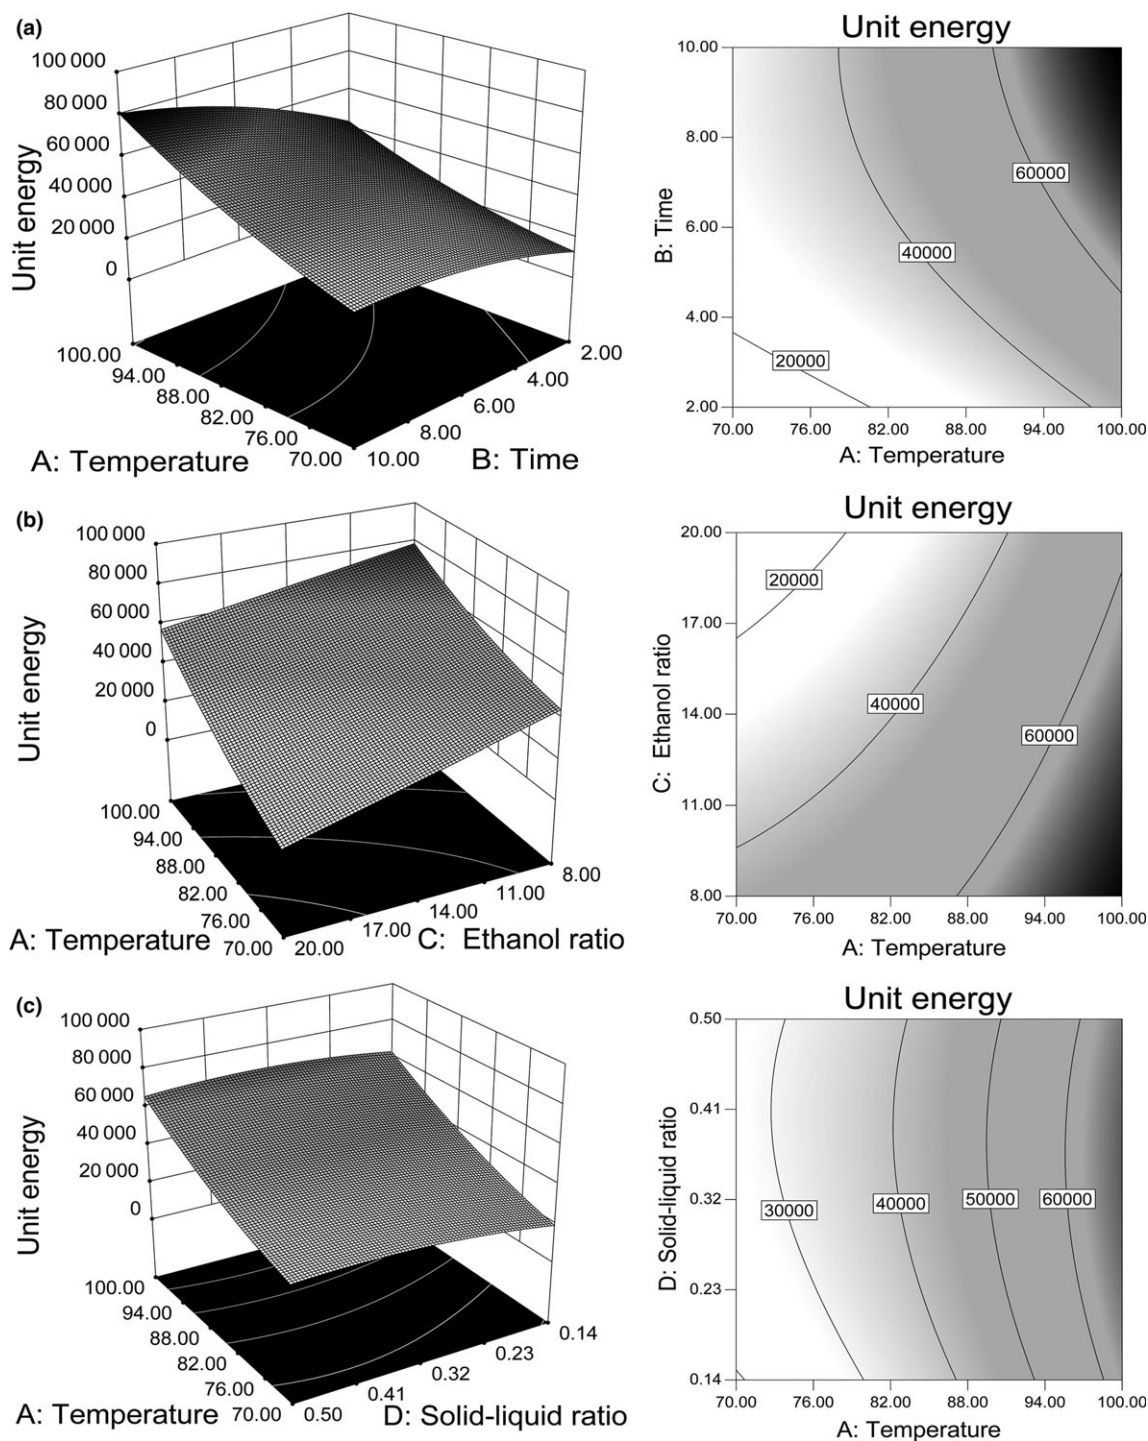 (a)
100 000
80 000
60 000
40 000
20 000
0
Unit energy
100.00
94.00
88.00
82.00
76.00
70.00
A: Temperature
2.00
4.00
6.00
8.00
10.00
B: Time
Unit energy
10.00
8.00
6.00
4.00
2.00
B: Time
60000
40000
20000
70.00 76.00 82.00 88.00 94.00 100.00
A: Temperature
(b)
100 000
80 000
60 000
40 000
20 000
0
Unit energy
100.00
94.00
88.00
82.00
76.00
70.00
A: Temperature
8.00
11.00
14.00
17.00
20.00
C: Ethanol ratio
Unit energy
20.00
17.00
14.00
11.00
8.00
C: Ethanol ratio
20000
40000
60000
70.00 76.00 82.00 88.00 94.00 100.00
A: Temperature
(c)
100 000
80 000
60 000
40 000
20 000
0
Unit energy
100.00
94.00
88.00
82.00
76.00
70.00
A: Temperature
0.14
0.23
0.32
0.41
0.50
D: Solid-liquid ratio
Unit energy
0.50
0.41
0.32
0.23
0.14
D: Solid-liquid ratio
30000 40000 50000 60000
70.00 76.00 82.00 88.00 94.00 100.00
A: Temperature